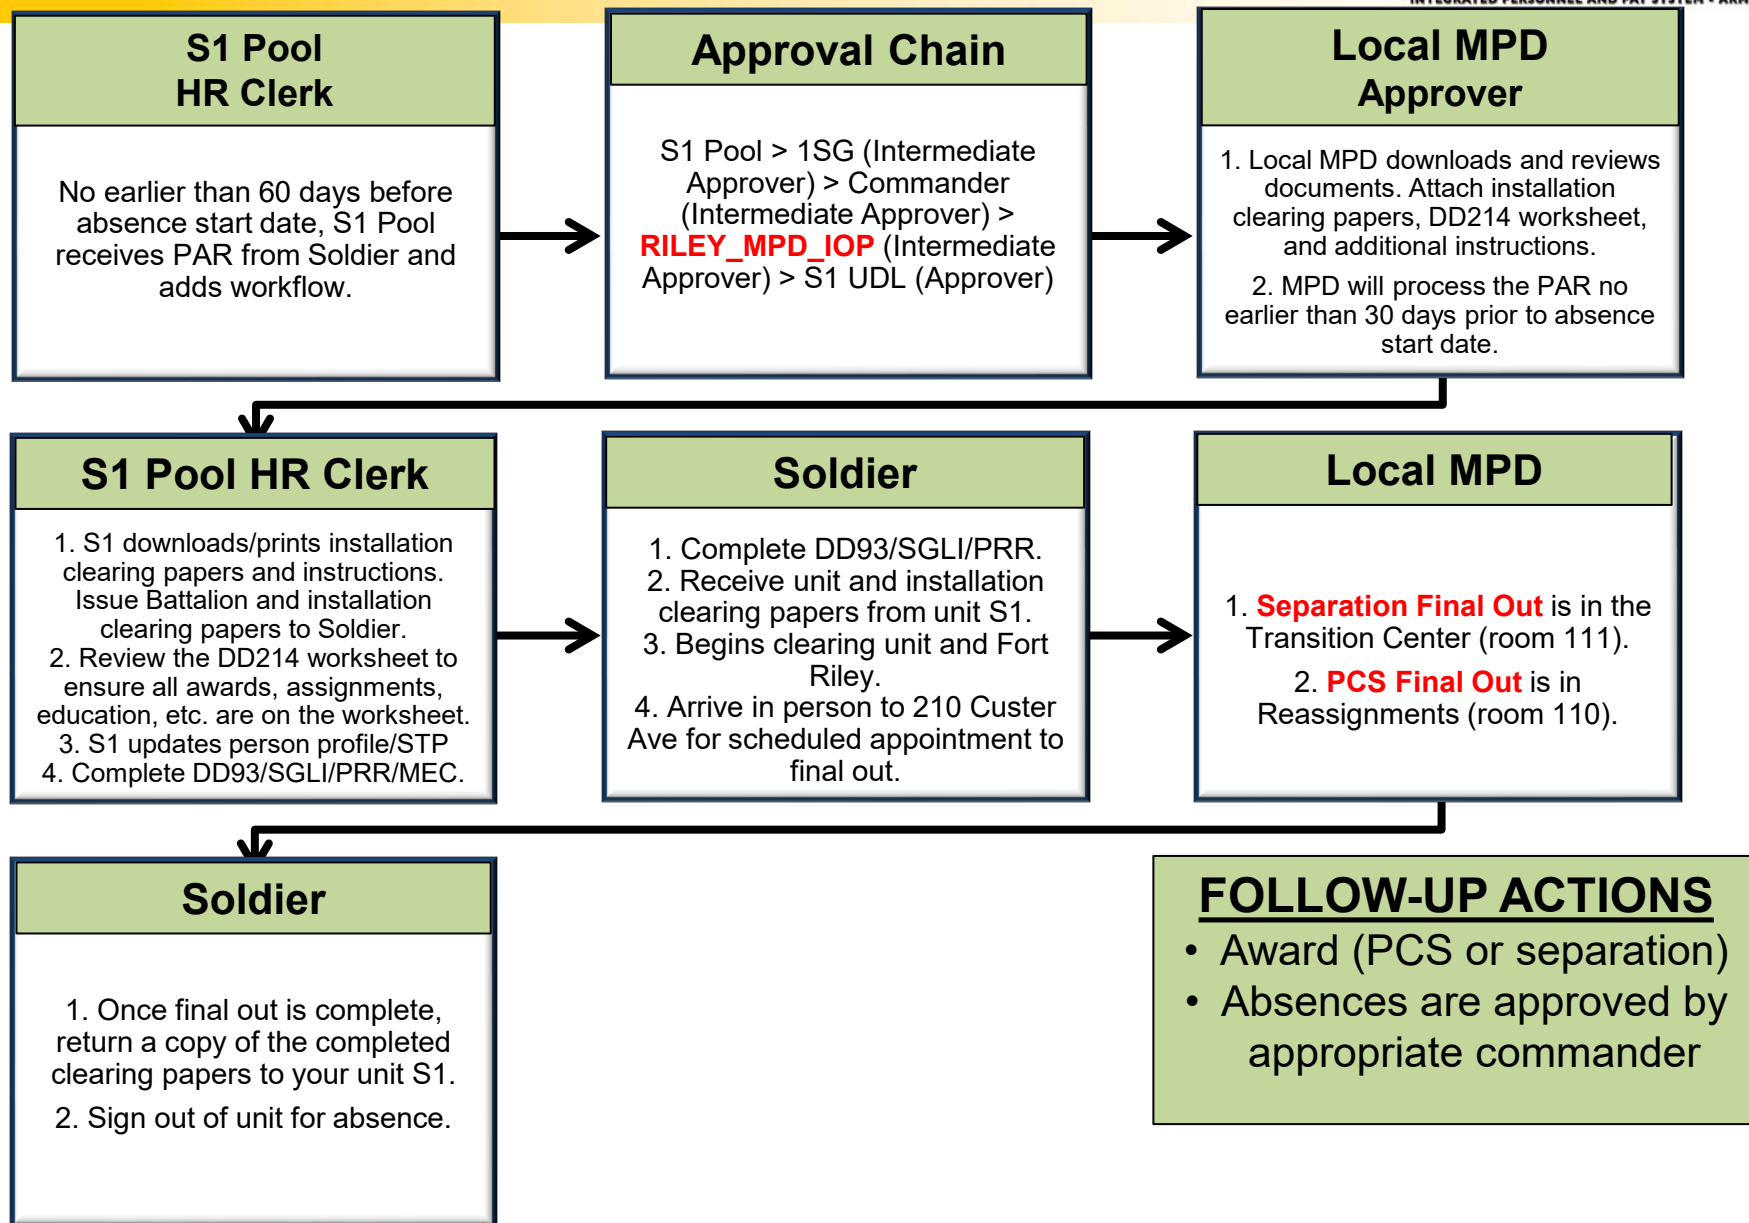 INTEGRATED PERSONNEL AND PAY SYSTEM - ARM
S1 Pool
HR Clerk
No earlier than 60 days before
absence start date, S1 Pool
receives PAR from Soldier and
adds workflow.
Approval Chain
S1 Pool > 1SG (Intermediate
Approver) > Commander
(Intermediate Approver) >
RILEY_MPD_IOP (Intermediate
Approver) > S1 UDL (Approver)
Local MPD
Approver
1. Local MPD downloads and reviews
documents. Attach installation
clearing papers, DD214 worksheet,
and additional instructions.
2. MPD will process the PAR no
earlier than 30 days prior to absence
start date.
S1 Pool HR Clerk
1. S1 downloads/prints installation
clearing papers and instructions.
Issue Battalion and installation
clearing papers to Soldier.
2. Review the DD214 worksheet to
ensure all awards, assignments,
education, etc. are on the worksheet.
3. S1 updates person profile/STP
4. Complete DD93/SGLI/PRR/MEC.
Soldier
1. Complete DD93/SGLI/PRR.
2. Receive unit and installation
clearing papers from unit S1.
3. Begins clearing unit and Fort
Riley.
4. Arrive in person to 210 Custer
Ave for scheduled appointment to
final out.
Local MPD
1. Separation Final Out is in the
Transition Center (room 111).
2. PCS Final Out is in
Reassignments (room 110).
Soldier
1. Once final out is complete,
return a copy of the completed
clearing papers to your unit S1.
2. Sign out of unit for absence.
FOLLOW-UP ACTIONS
• Award (PCS or separation)
• Absences are approved by
appropriate commander